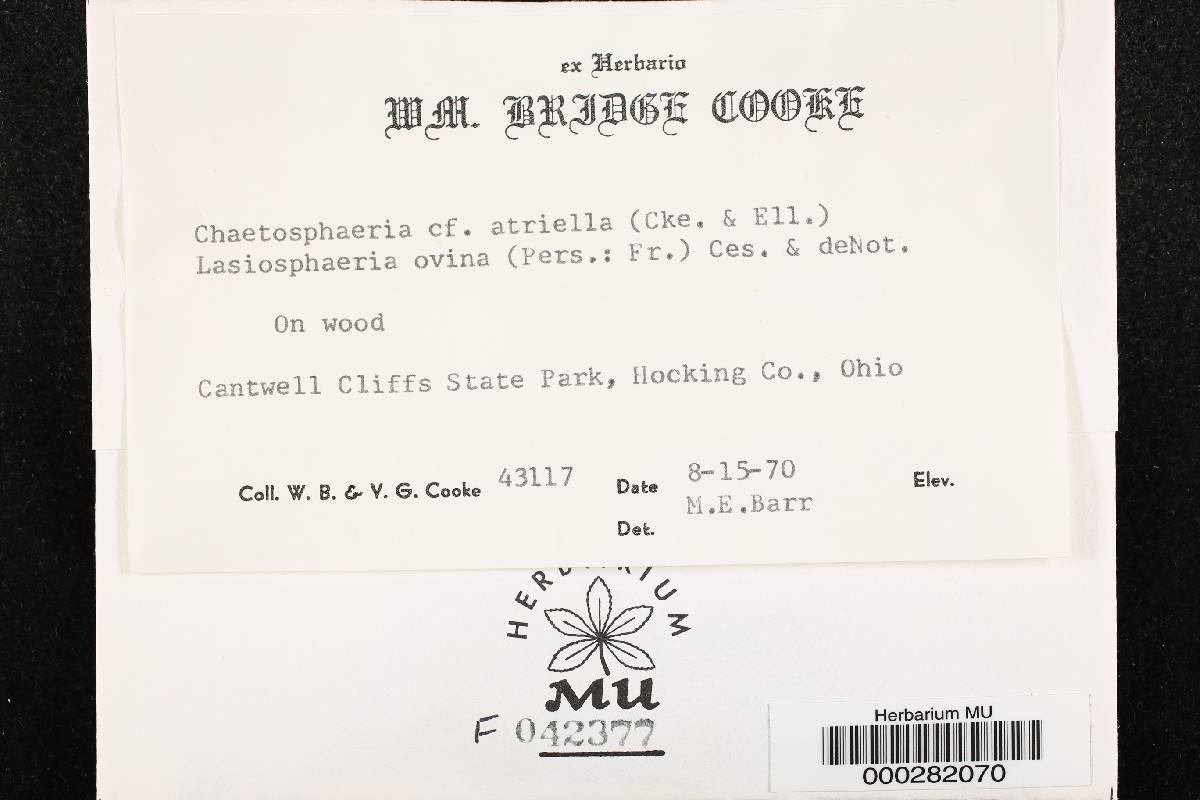 ex Herbario
WM. BRIDGE COOKE
Chaetosphaeria cf. atriella (Cke. & Ell.)
Lasiosphaeria ovina (Pers.: Fr.) Ces. & deNot.
On wood
Cantwell Cliffs State Park, Hocking Co., Ohio
Coll. W. B. & V. G. Cooke 43117 Date 8-15-70 Elev.
Det. M.E.Barr
HERBARIUM
MU
F 042377
Herbarium MU
000282070